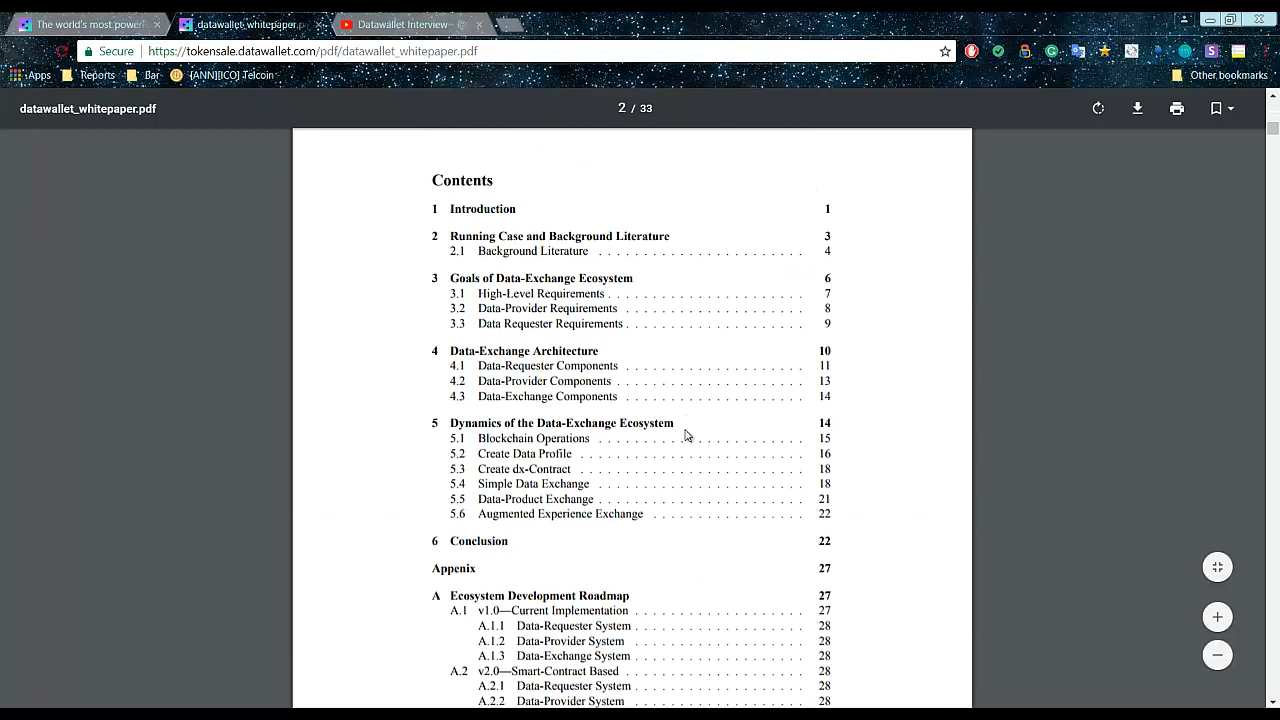 The world's most power
datawallet-whitepaper.p
Datawallet Interview –
Secure
https://tokensale.datawallet.com/pdf/datawallet_whitepaper.pdf
Apps
Reports
Bar
[ANN][ICO] Telcoin
Other bookmarks
datawallet_whitepaper.pdf
2 / 33
Contents
1 Introduction 1
2 Running Case and Background Literature 3
2.1 Background Literature . . . . . . . . . . . . . . . . . . . . . . 4
3 Goals of Data-Exchange Ecosystem 6
3.1 High-Level Requirements . . . . . . . . . . . . . . . . . . . . . 7
3.2 Data-Provider Requirements . . . . . . . . . . . . . . . . . . . 8
3.3 Data Requester Requirements . . . . . . . . . . . . . . . . . . . 9
4 Data-Exchange Architecture 10
4.1 Data-Requester Components . . . . . . . . . . . . . . . . . . . 11
4.2 Data-Provider Components . . . . . . . . . . . . . . . . . . . . 13
4.3 Data-Exchange Components . . . . . . . . . . . . . . . . . . . 14
5 Dynamics of the Data-Exchange Ecosystem 14
5.1 Blockchain Operations . . . . . . . . . . . . . . . . . . . . . . 15
5.2 Create Data Profile . . . . . . . . . . . . . . . . . . . . . . . . 16
5.3 Create dx-Contract . . . . . . . . . . . . . . . . . . . . . . . . 18
5.4 Simple Data Exchange . . . . . . . . . . . . . . . . . . . . . . 18
5.5 Data-Product Exchange . . . . . . . . . . . . . . . . . . . . . . 21
5.6 Augmented Experience Exchange . . . . . . . . . . . . . . . . 22
6 Conclusion 22
Appenix 27
A Ecosystem Development Roadmap 27
A.1 v1.0—Current Implementation . . . . . . . . . . . . . . . . . . 27
A.1.1 Data-Requester System . . . . . . . . . . . . . . . . . . 28
A.1.2 Data-Provider System . . . . . . . . . . . . . . . . . . 28
A.1.3 Data-Exchange System . . . . . . . . . . . . . . . . . . 28
A.2 v2.0—Smart-Contract Based . . . . . . . . . . . . . . . . . . . 28
A.2.1 Data-Requester System . . . . . . . . . . . . . . . . . . 28
A.2.2 Data-Provider System . . . . . . . . . . . . . . . . . . 28